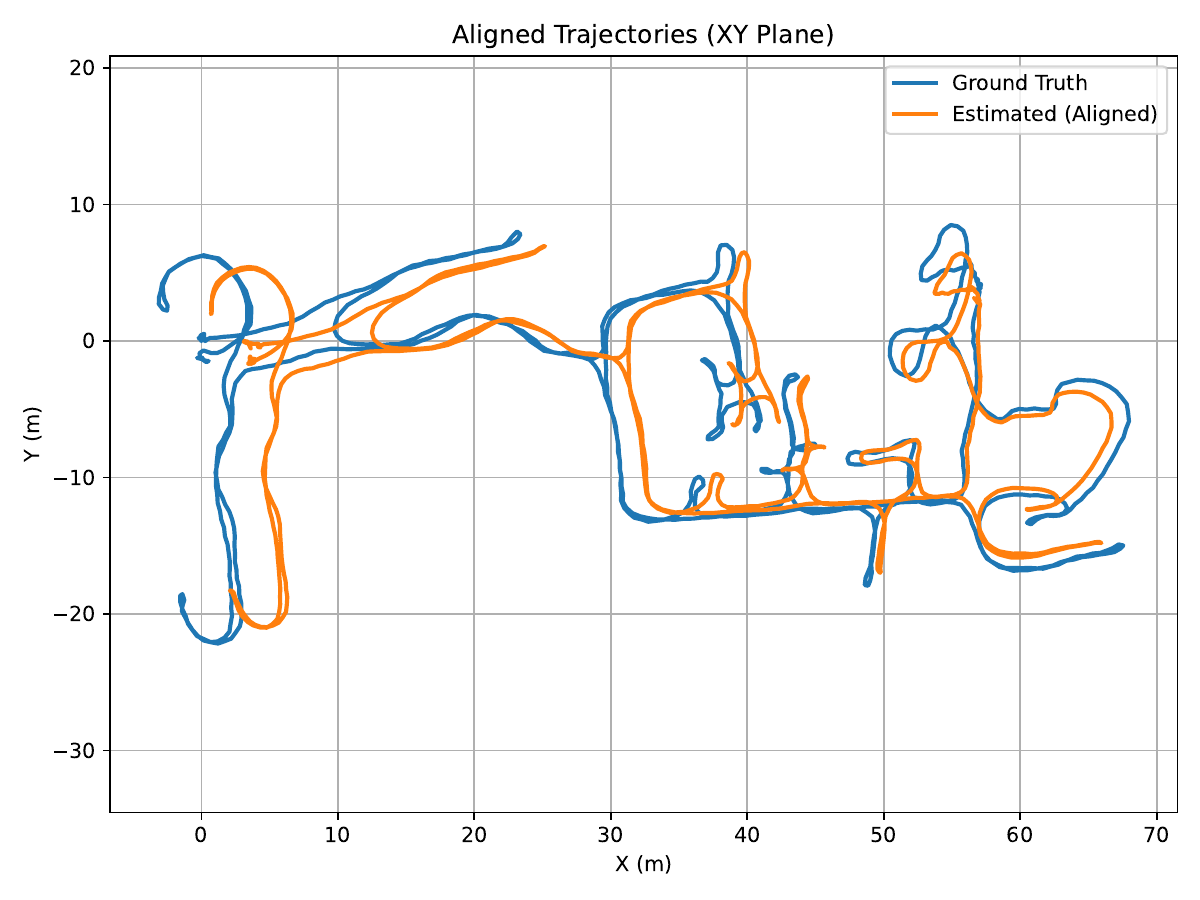 Aligned Trajectories (XY Plane)
Ground Truth
Estimated (Aligned)
20
10
0
−10
−20
−30
Y (m)
0 10 20 30 40 50 60 70
X (m)